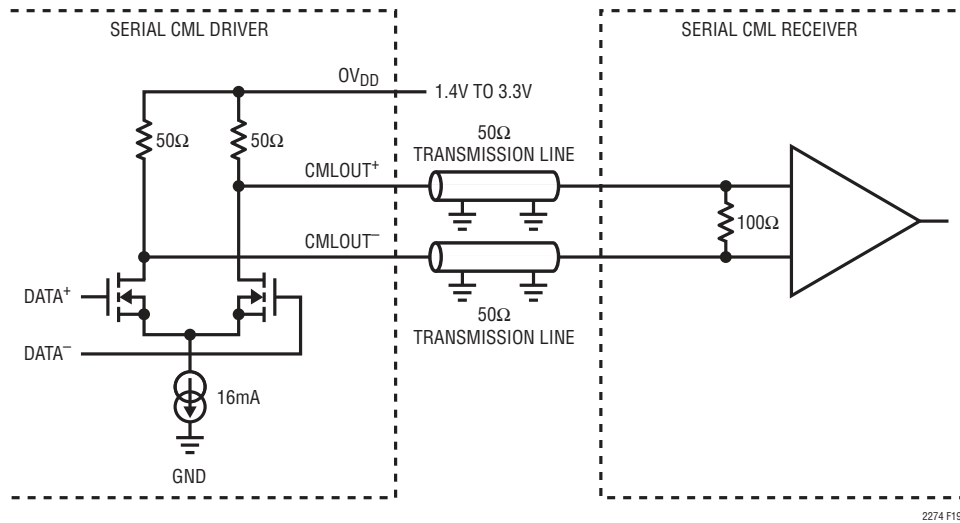 SERIAL CML DRIVER
SERIAL CML RECEIVER
OVDD
1.4V TO 3.3V
50Ω
50Ω
50Ω
TRANSMISSION LINE
CMLOUT+
100Ω
CMLOUT–
DATA+
50Ω
TRANSMISSION LINE
DATA–
16mA
GND
2274 F19